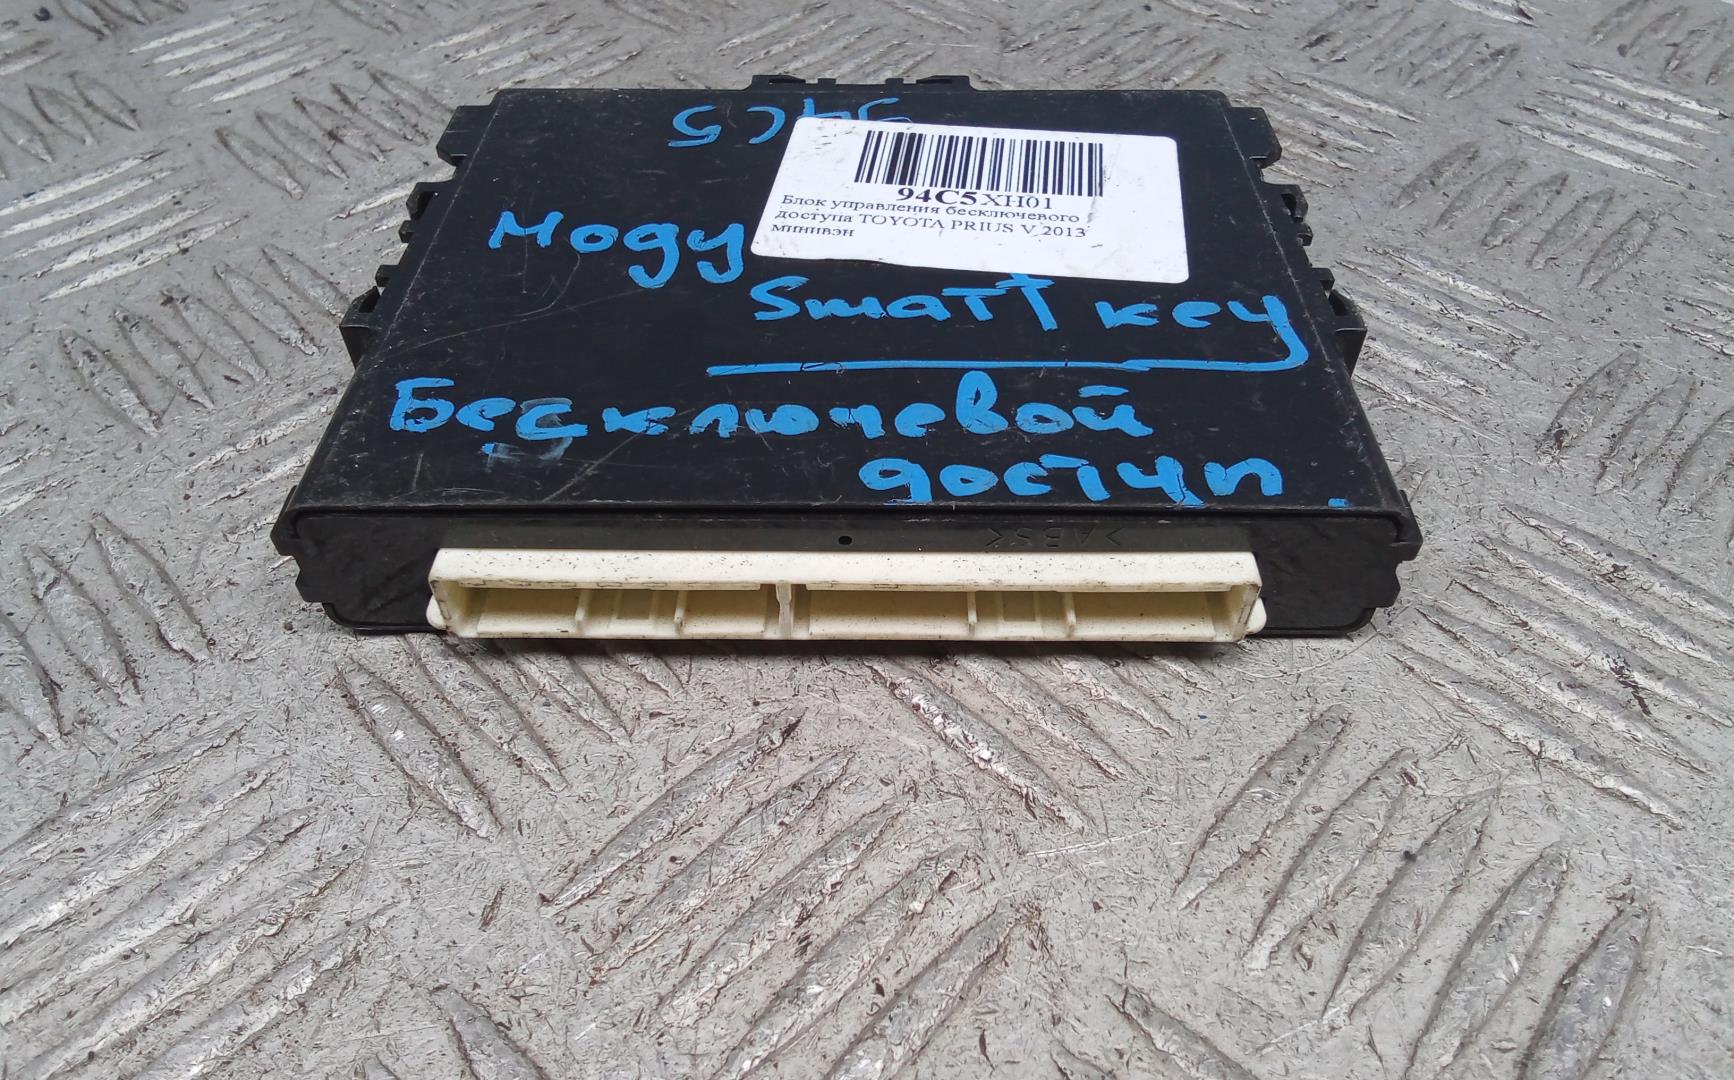 94C5
94C5XH01
Блок управления бесключевого
доступа TOYOTA PRIUS V 2013
минивэн
Моду
Smart key
Бесключевой
доступ.
>ABS<